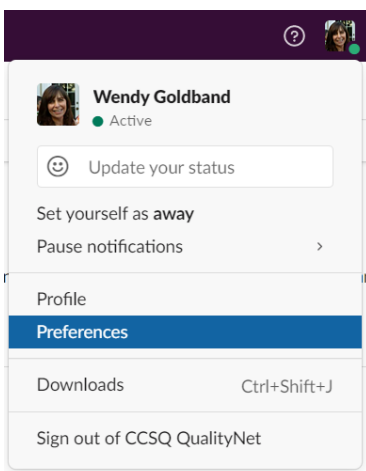 Wendy Goldband
Active
Update your status
Set yourself as away
Pause notifications
Profile
Preferences
Downloads Ctrl+Shift+J
Sign out of CCSQ QualityNet